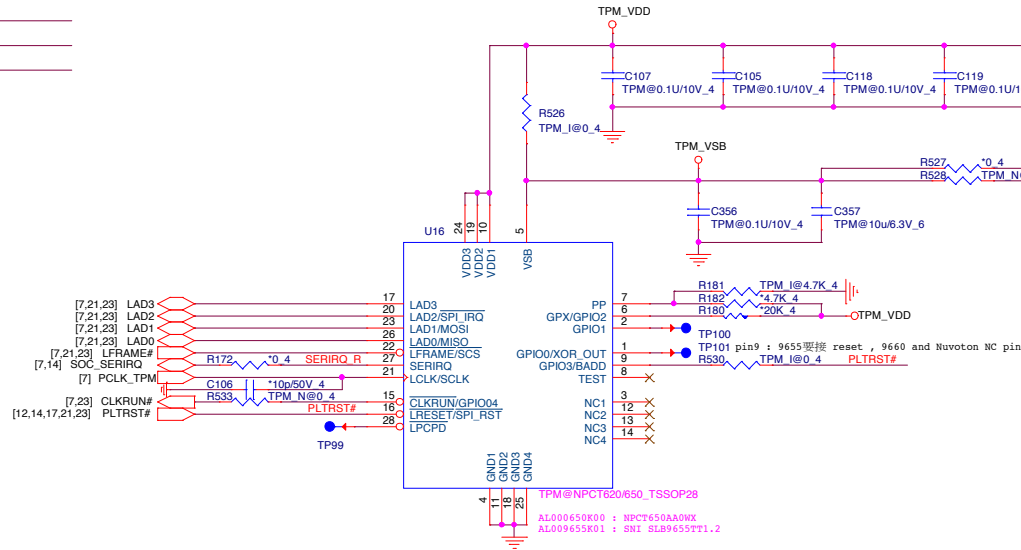 TPM_VDD
C107
TPM@0.1U/10V_4
C105
TPM@0.1U/10V_4
C118
TPM@0.1U/10V_4
C119
TPM@0.1U/1
R526
TPM_I@0_4
TPM_VSB
R527 *0_4
R528 TPM_N
C356
TPM@0.1U/10V_4
C357
TPM@10u/6.3V_6
U16
24
19
10
5
VDD3
VDD2
VDD1
VSB
[7,21,23] LAD3 17 LAD3
[7,21,23] LAD2 20 LAD2/SPI_IRQ
[7,21,23] LAD1 23 LAD1/MOSI
[7,21,23] LAD0 26 LAD0/MISO
[7,21,23] LFRAME# 22 LFRAME/SCS
[7,14] SOC_SERIRQ R172 *0_4 SERIRQ_R 27 SERIRQ
[7] PCLK_TPM 21 LCLK/SCLK
C106 *10p/50V_4
[7,23] CLKRUN# R533 TPM_N@0_4 15 CLKRUN/GPIO04
[12,14,17,21,23] PLTRST# PLTRST# 16 LRESET/SPI_RST
28 LPCPD
TP99
PP 7 R181 TPM_I@4.7K_4
R182 *4.7K_4
GPX/GPIO2 6 R180 *20K_4 TPM_VDD
GPIO1 2 TP100
GPIO0/XOR_OUT 1 TP101 pin9 : 9655要接 reset , 9660 and Nuvoton NC pin
GPIO3/BADD 9 R530 TPM_I@0_4 PLTRST#
TEST 8
NC1 3
NC2 12
NC3 13
NC4 14
GND1
GND2
GND3
GND4
4
11
18
25
TPM@NPCT620/650_TSSOP28
AL000650K00 : NPCT650AA0WX
AL009655K01 : SNI SLB9655TT1.2